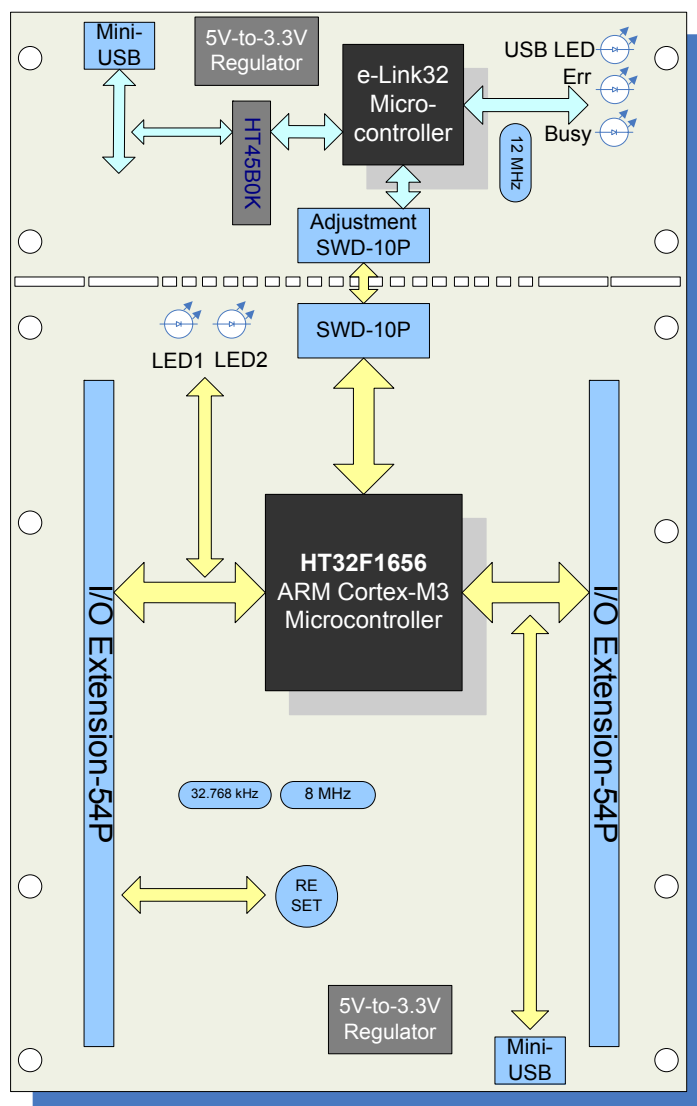 Mini-
USB
5V-to-3.3V
Regulator
e-Link32
Micro-
controller
USB LED
Err
Busy
HT45B0K
12 MHz
Adjustment
SWD-10P
SWD-10P
LED1 LED2
I/O Extension-54P
HT32F1656
ARM Cortex-M3
Microcontroller
I/O Extension-54P
32.768 kHz
8 MHz
RE
SET
5V-to-3.3V
Regulator
Mini-
USB